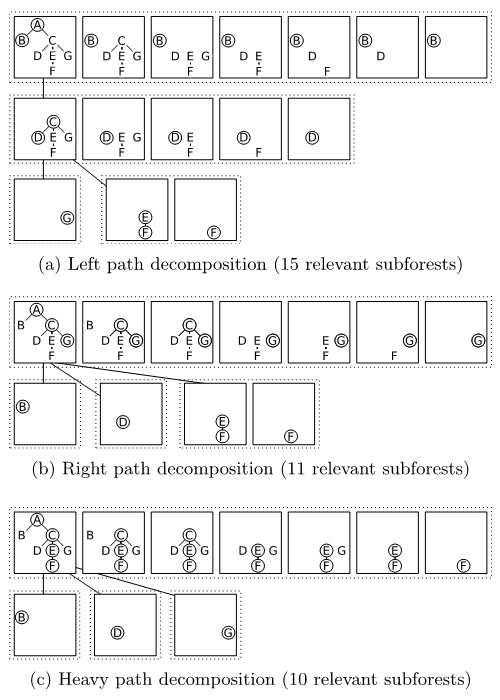 A
B C B C B B B B B
D E G D E G D E G D E D D
F F F F F
C
D E G D E G D E D D
F F F F
G E
F F
(a) Left path decomposition (15 relevant subforests)
A
B C B C C
D E G D E G D E G D E G E G G G
F F F F F F
B D E
F F
(b) Right path decomposition (11 relevant subforests)
A
B C B C C
D E G D E G D E G D E G E G E
F F F F F F F
B D G
(c) Heavy path decomposition (10 relevant subforests)